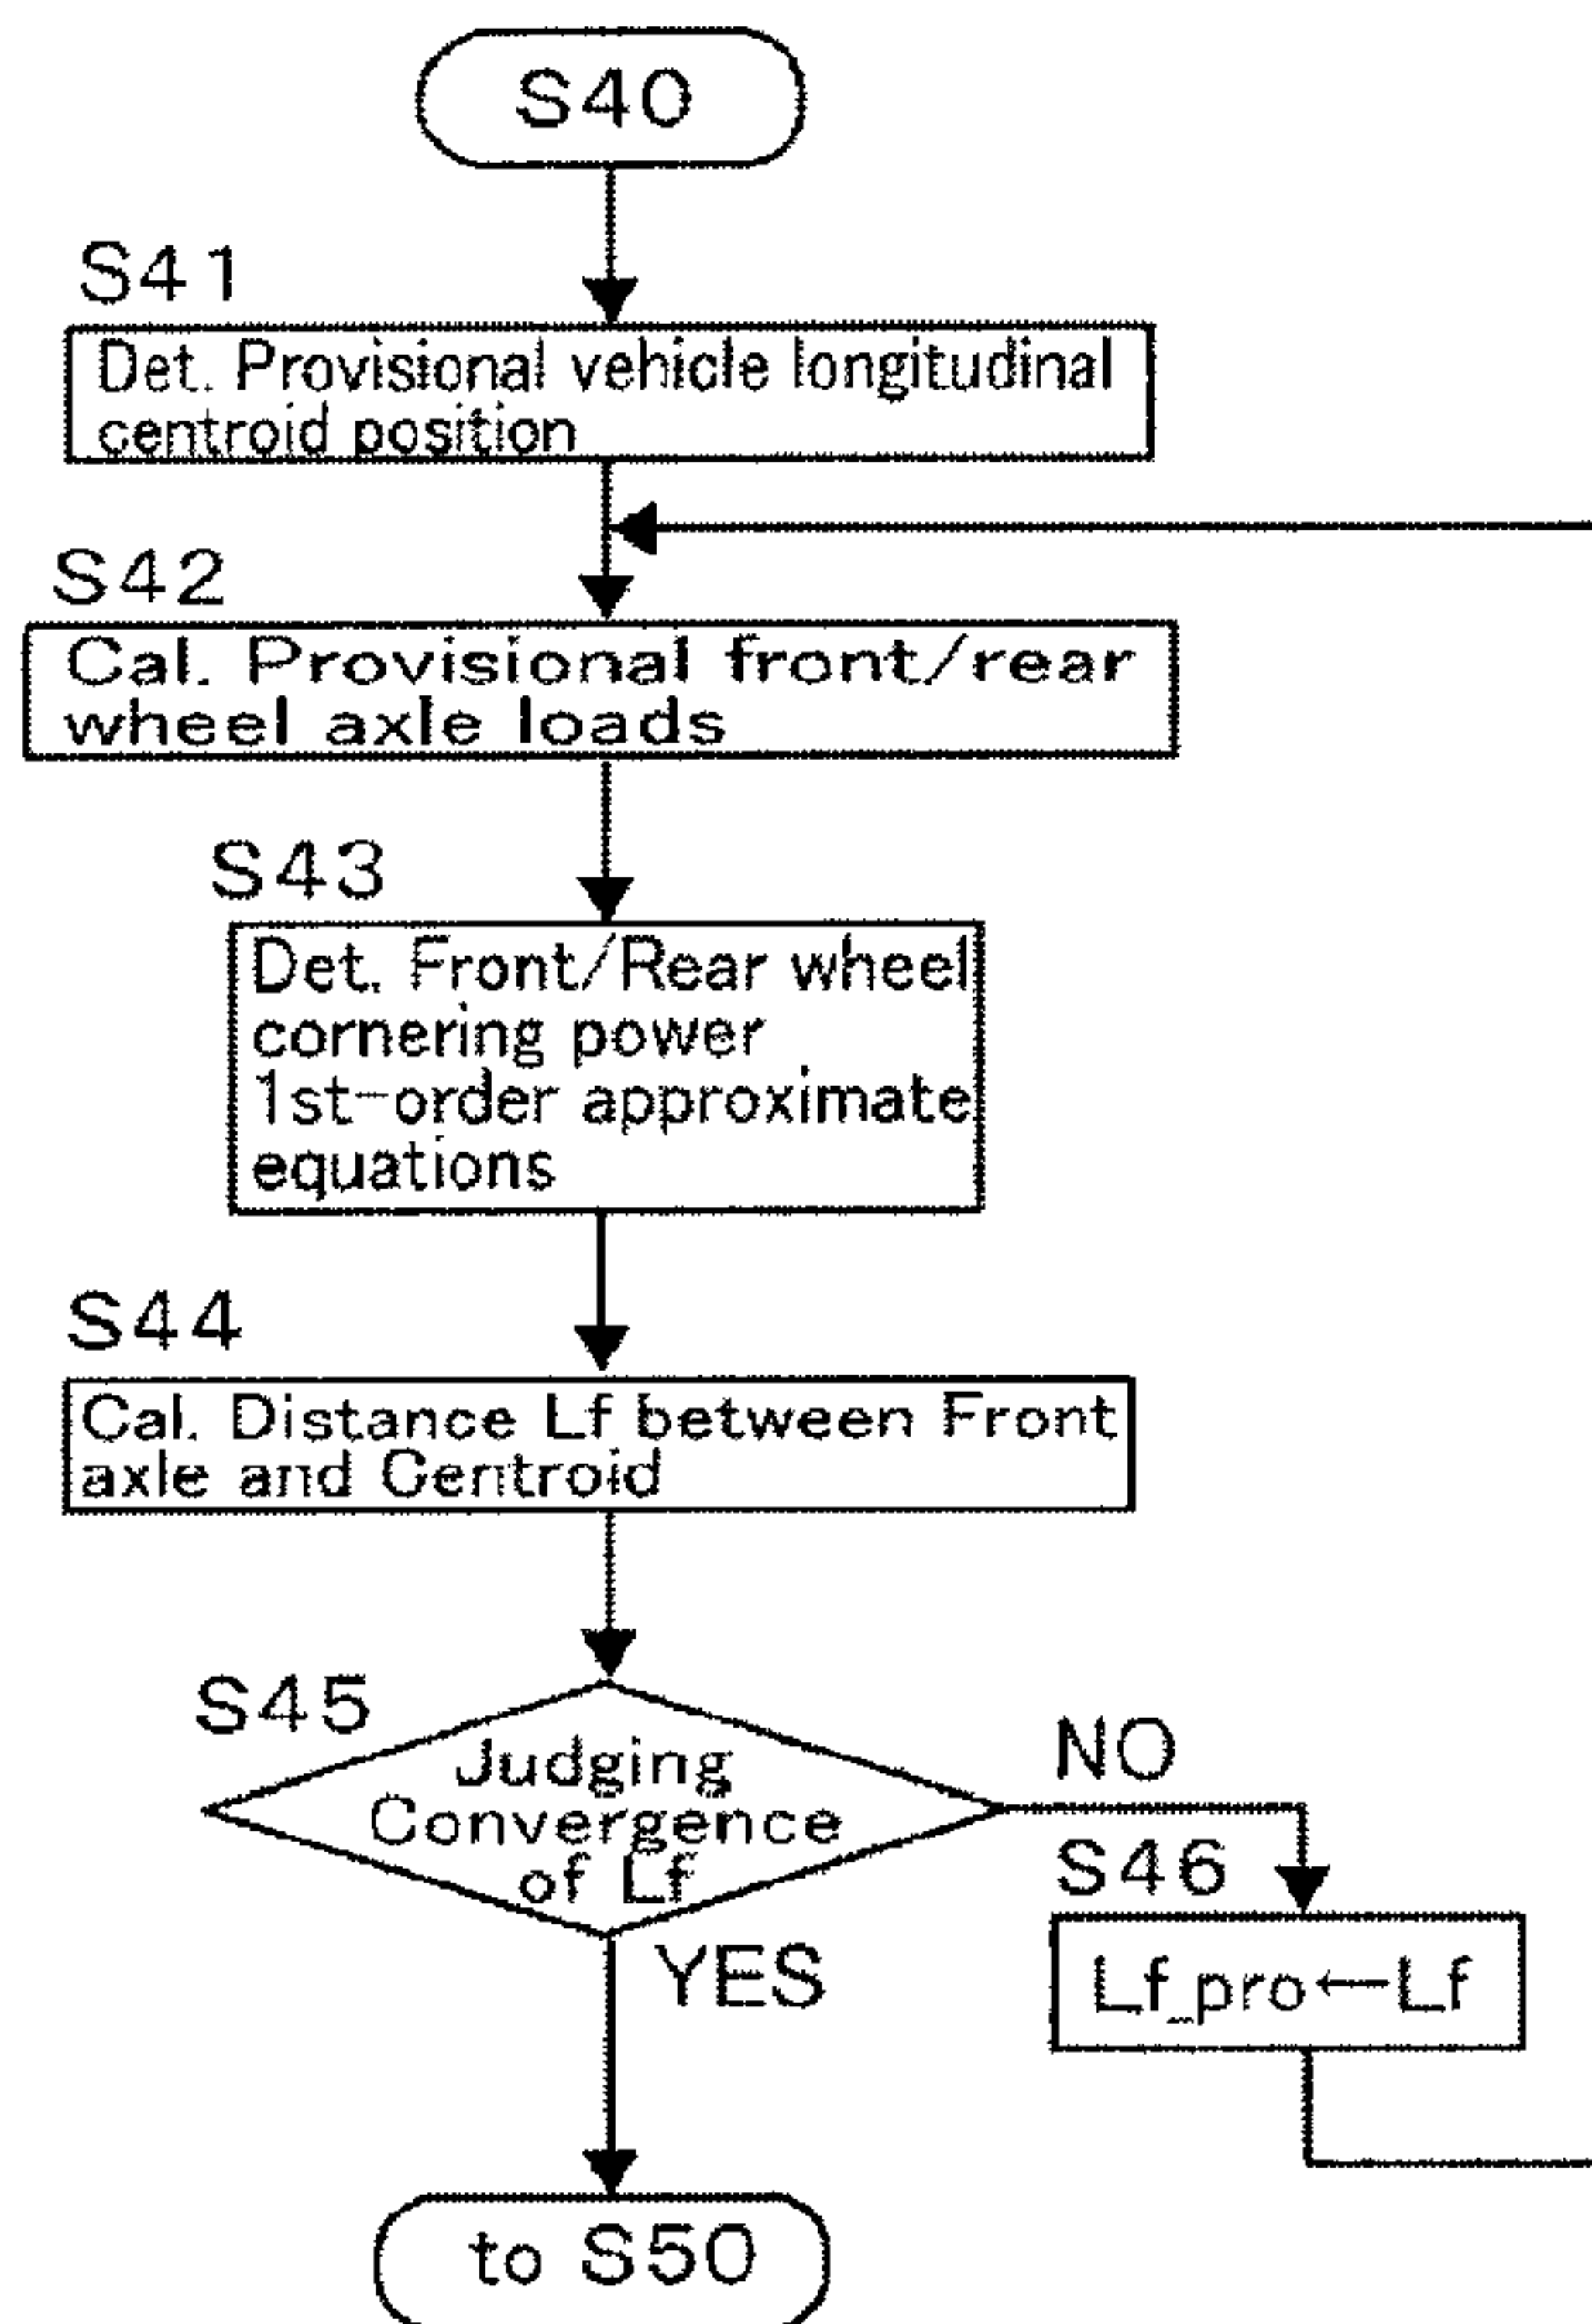 S40
S41
Det. Provisional vehicle longitudinal
centroid position
S42
Cal. Provisional front/rear
wheel axle loads
S43
Det. Front/Rear wheel
cornering power
1st-order approximate
equations
S44
Cal. Distance Lf between Front
axle and Centroid
S45
Judging
Convergence
of Lf
NO
S46
Lf_pro←Lf
YES
to S50